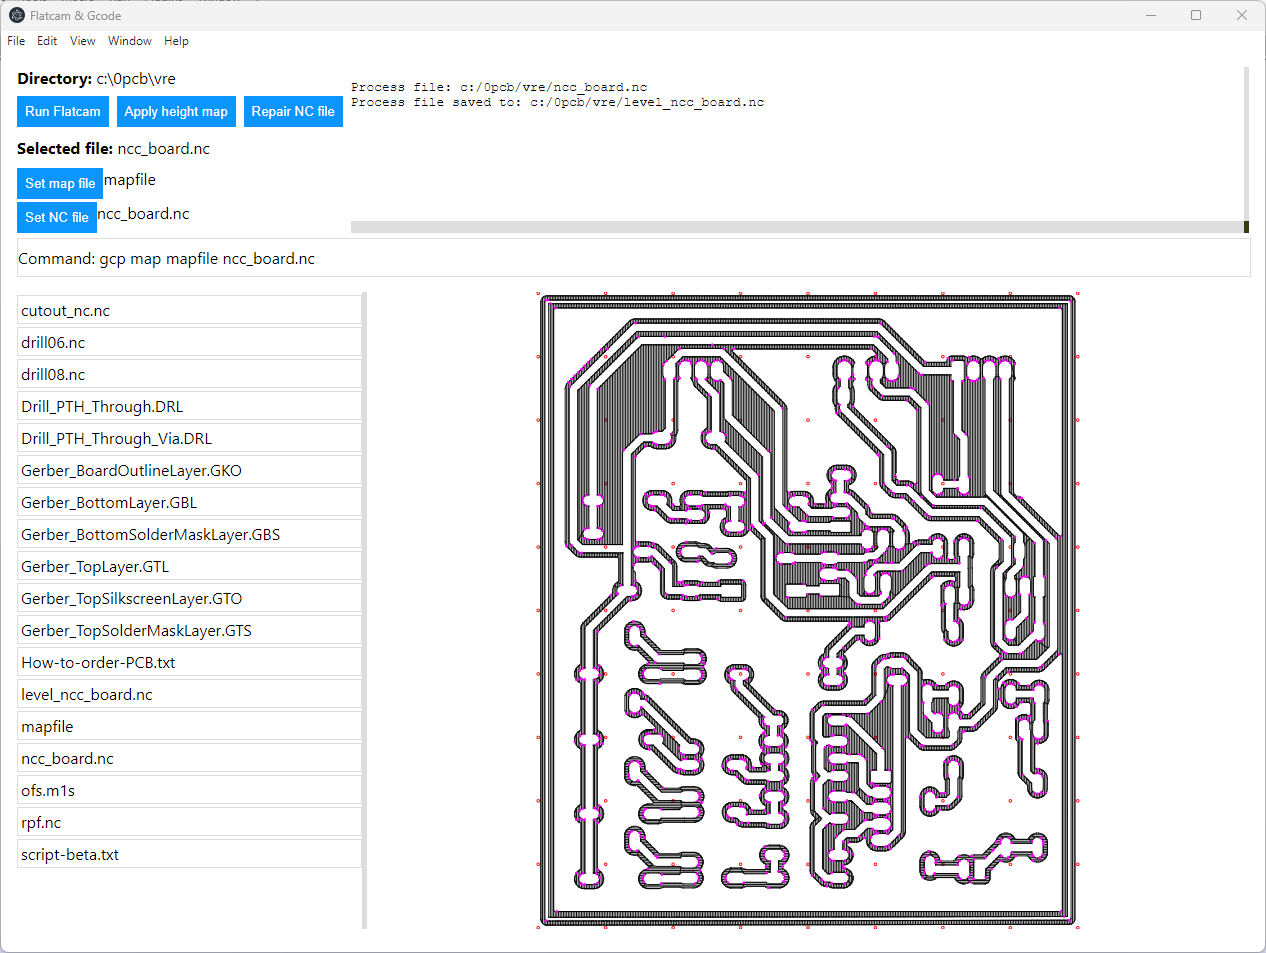 Flatcam & Gcode
File Edit View Window Help
Directory: c:\0pcb\vre
Run Flatcam Apply height map Repair NC file
Process file: c:/0pcb/vre/ncc_board.nc
Process file saved to: c:/0pcb/vre/level_ncc_board.nc
Selected file: ncc_board.nc
Set map file mapfile
Set NC file ncc_board.nc
Command: gcp map mapfile ncc_board.nc
cutout_nc.nc
drill06.nc
drill08.nc
Drill_PTH_Through.DRL
Drill_PTH_Through_Via.DRL
Gerber_BoardOutlineLayer.GKO
Gerber_BottomLayer.GBL
Gerber_BottomSolderMaskLayer.GBS
Gerber_TopLayer.GTL
Gerber_TopSilkscreenLayer.GTO
Gerber_TopSolderMaskLayer.GTS
How-to-order-PCB.txt
level_ncc_board.nc
mapfile
ncc_board.nc
ofs.m1s
rpf.nc
script-beta.txt